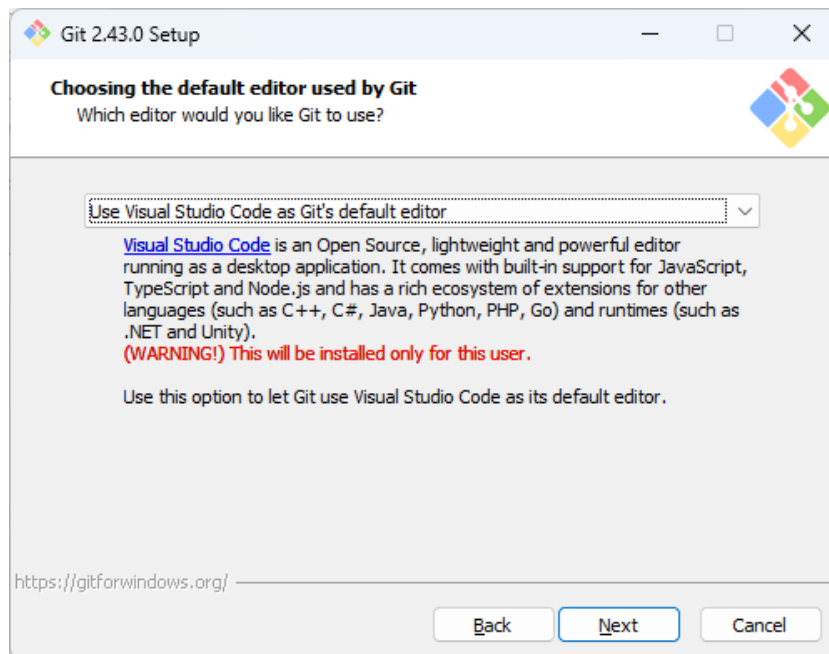 Git 2.43.0 Setup
Choosing the default editor used by Git
Which editor would you like Git to use?
Use Visual Studio Code as Git's default editor
Visual Studio Code is an Open Source, lightweight and powerful editor
running as a desktop application. It comes with built-in support for JavaScript,
TypeScript and Node.js and has a rich ecosystem of extensions for other
languages (such as C++, C#, Java, Python, PHP, Go) and runtimes (such as
.NET and Unity).
(WARNING!) This will be installed only for this user.
Use this option to let Git use Visual Studio Code as its default editor.
https://gitforwindows.org/
Back Next Cancel